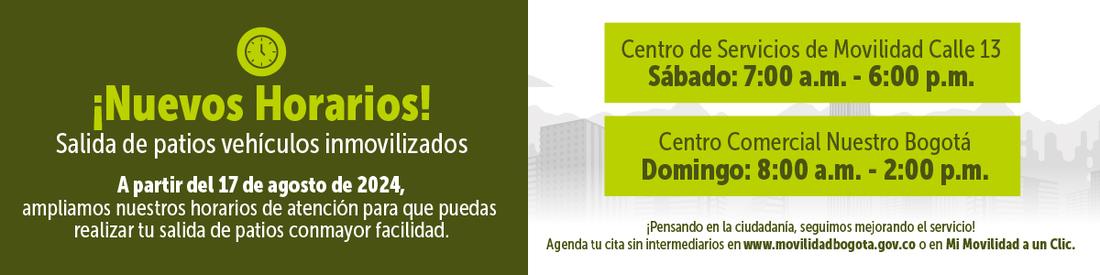 ¡Nuevos Horarios!
Salida de patios vehículos inmovilizados
A partir del 17 de agosto de 2024,
ampliamos nuestros horarios de atención para que puedas
realizar tu salida de patios conmayor facilidad.
Centro de Servicios de Movilidad Calle 13
Sábado: 7:00 a.m. - 6:00 p.m.
Centro Comercial Nuestro Bogotá
Domingo: 8:00 a.m. - 2:00 p.m.
¡Pensando en la ciudadanía, seguimos mejorando el servicio!
Agenda tu cita sin intermediarios en www.movilidadbogota.gov.co o en Mi Movilidad a un Clic.